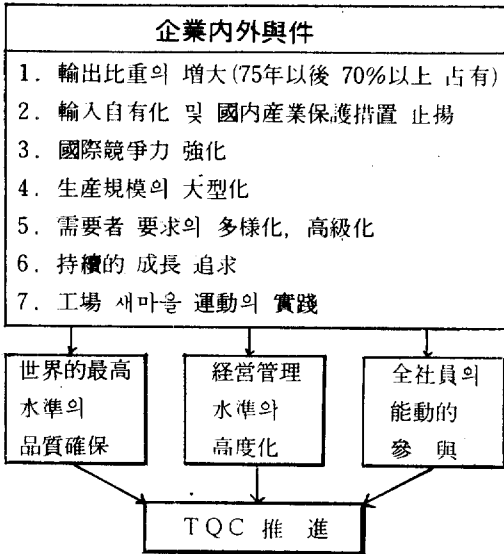 企業內外與件
1. 輸出比重의 增大(75年以後 70%以上 占有)
2. 輸入自有化 및 國內産業保護措置 止揚
3. 國際競爭力 強化
4. 生産規模의 大型化
5. 需要者 要求의 多樣化, 高級化
6. 持續的 成長 追求
7. 工場 새마을 運動의 實踐
世界的最高
水準의
品質確保
経営管理
水準와
高度化
全社員의
能動的
參 與
TQC 推 進